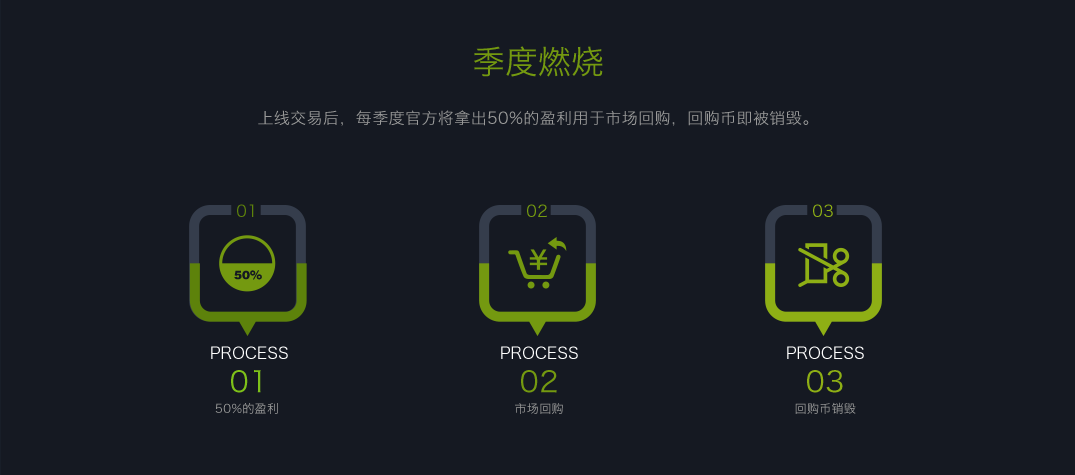 季度燃烧
上线交易后，每季度官方将拿出50%的盈利用于市场回购，回购币即被销毁。
01
02
03
50%
¥
PROCESS
PROCESS
PROCESS
01
02
03
50%的盈利
市场回购
回购币销毁